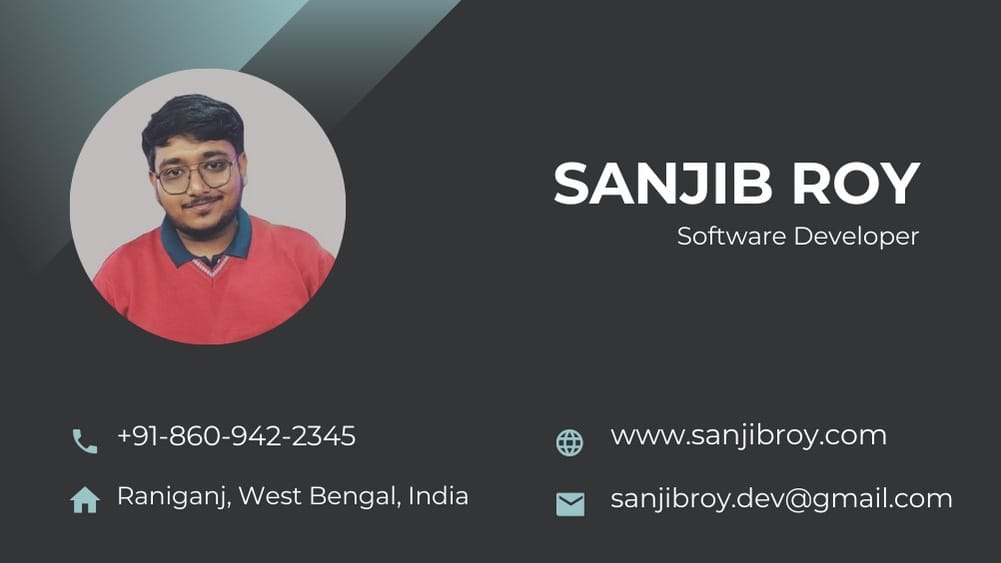 SANJIB ROY
Software Developer
+91-860-942-2345
www.sanjibroy.com
Raniganj, West Bengal, India
sanjibroy.dev@gmail.com